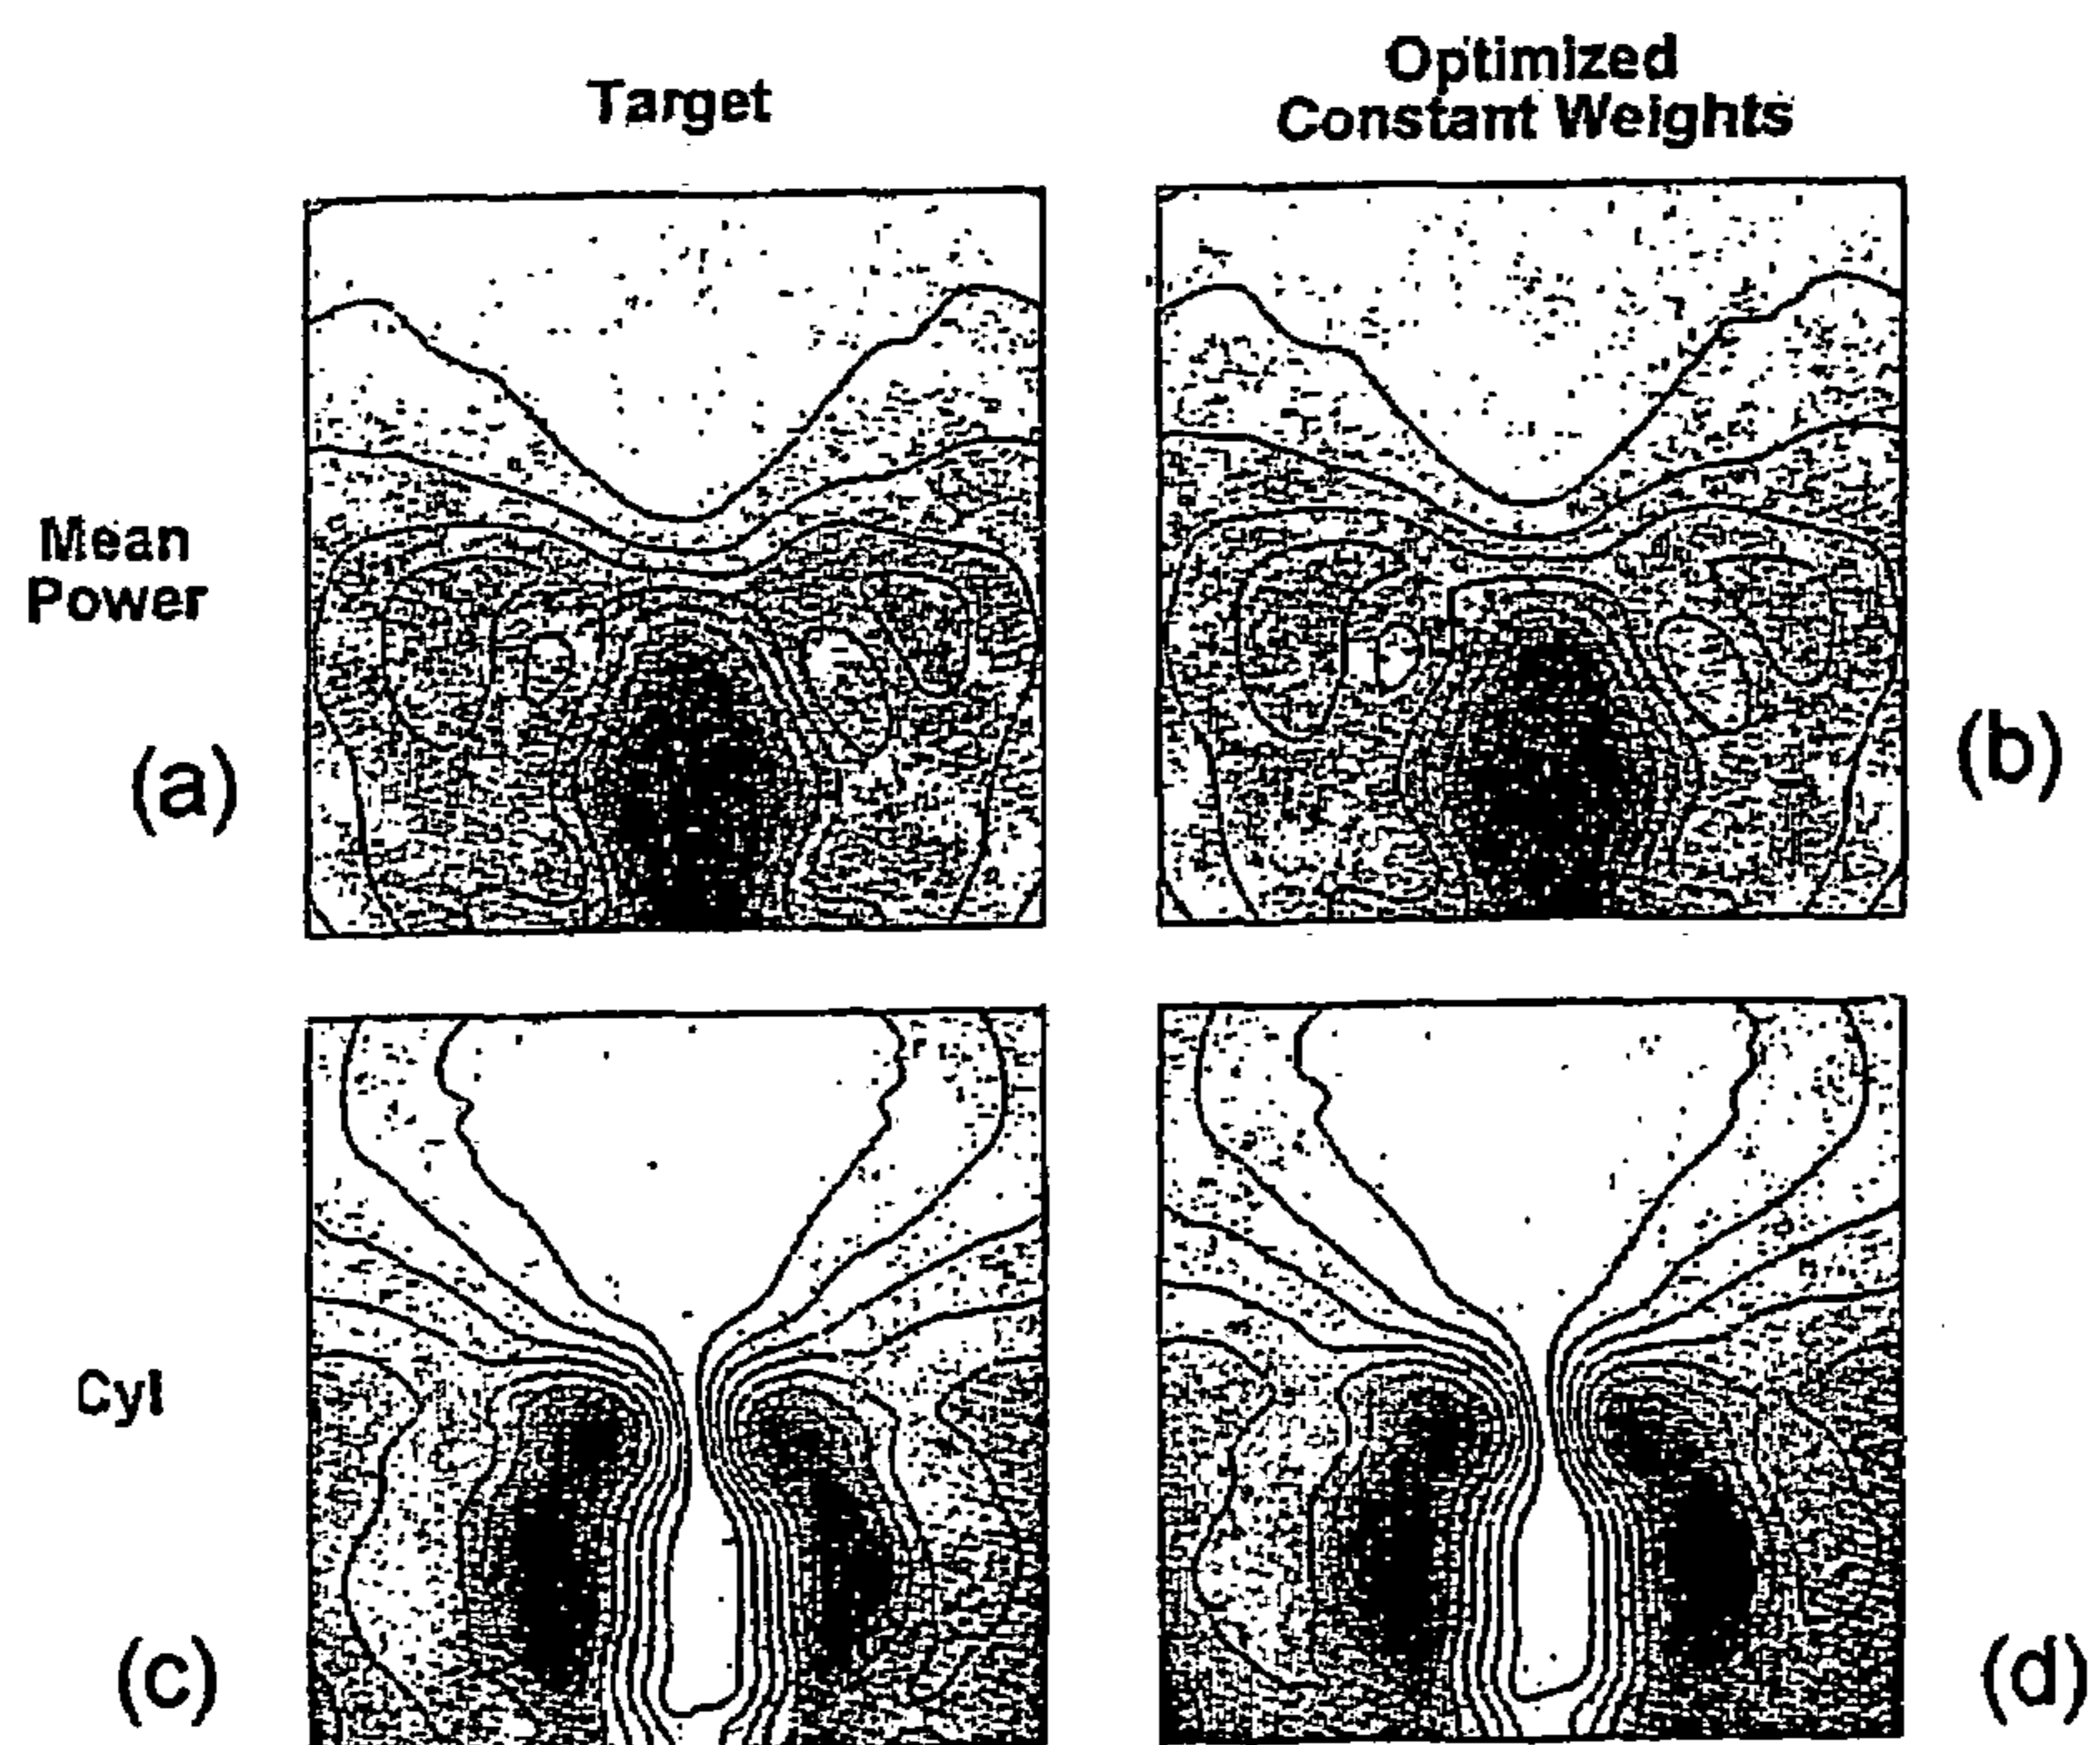 Target
Optimized
Constant Weights
Mean
Power
(a)
(b)
Cyl
(c)
(d)